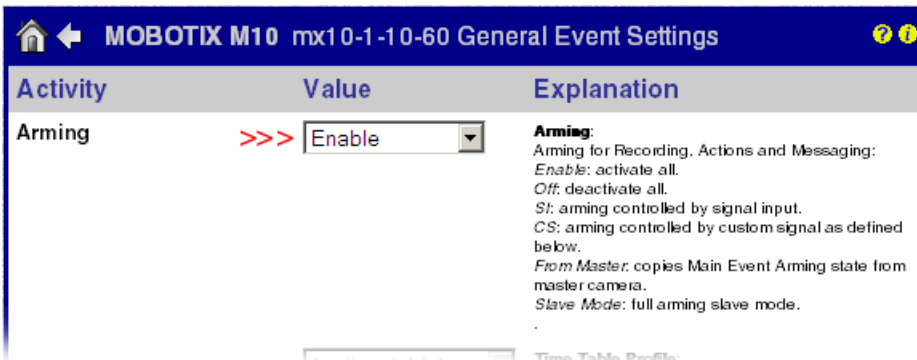 MOBOTIX M10 mx10-1-10-60 General Event Settings
Activity Value Explanation
Arming >>> Enable
Arming:
Arming for Recording, Actions and Messaging:
Enable: activate all.
Off: deactivate all.
SI: arming controlled by signal input.
CS: arming controlled by custom signal as defined
below.
From Master: copies Main Event Arming state from
master camera.
Slave Mode: full arming slave mode.
.
Time Table Profile: